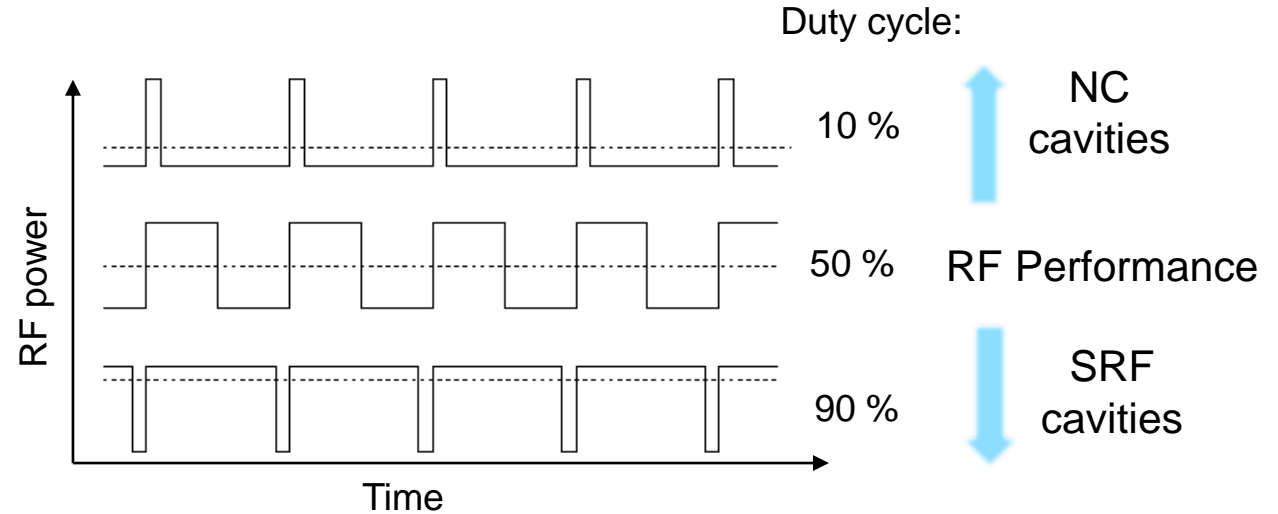 Duty cycle:
NC
cavities
10 %
RF power
50 %
RF Performance
SRF
cavities
90 %
Time